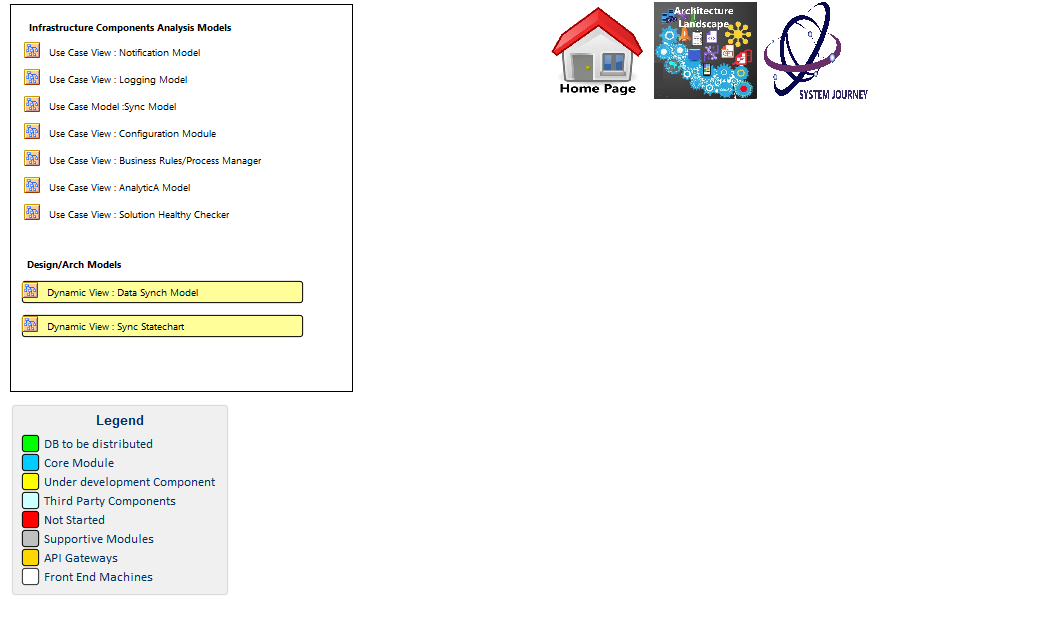 Infrastructure Components Analysis Models
Use Case View : Notification Model
Use Case View : Logging Model
Use Case Model :Sync Model
Use Case View : Configuration Module
Use Case View : Business Rules/Process Manager
Use Case View : AnalyticA Model
Use Case View : Solution Healthy Checker
Design/Arch Models
Dynamic View : Data Synch Model
Dynamic View : Sync Statechart
Home Page
Architecture
Landscape
SYSTEM JOURNEY
Legend
DB to be distributed
Core Module
Under development Component
Third Party Components
Not Started
Supportive Modules
API Gateways
Front End Machines